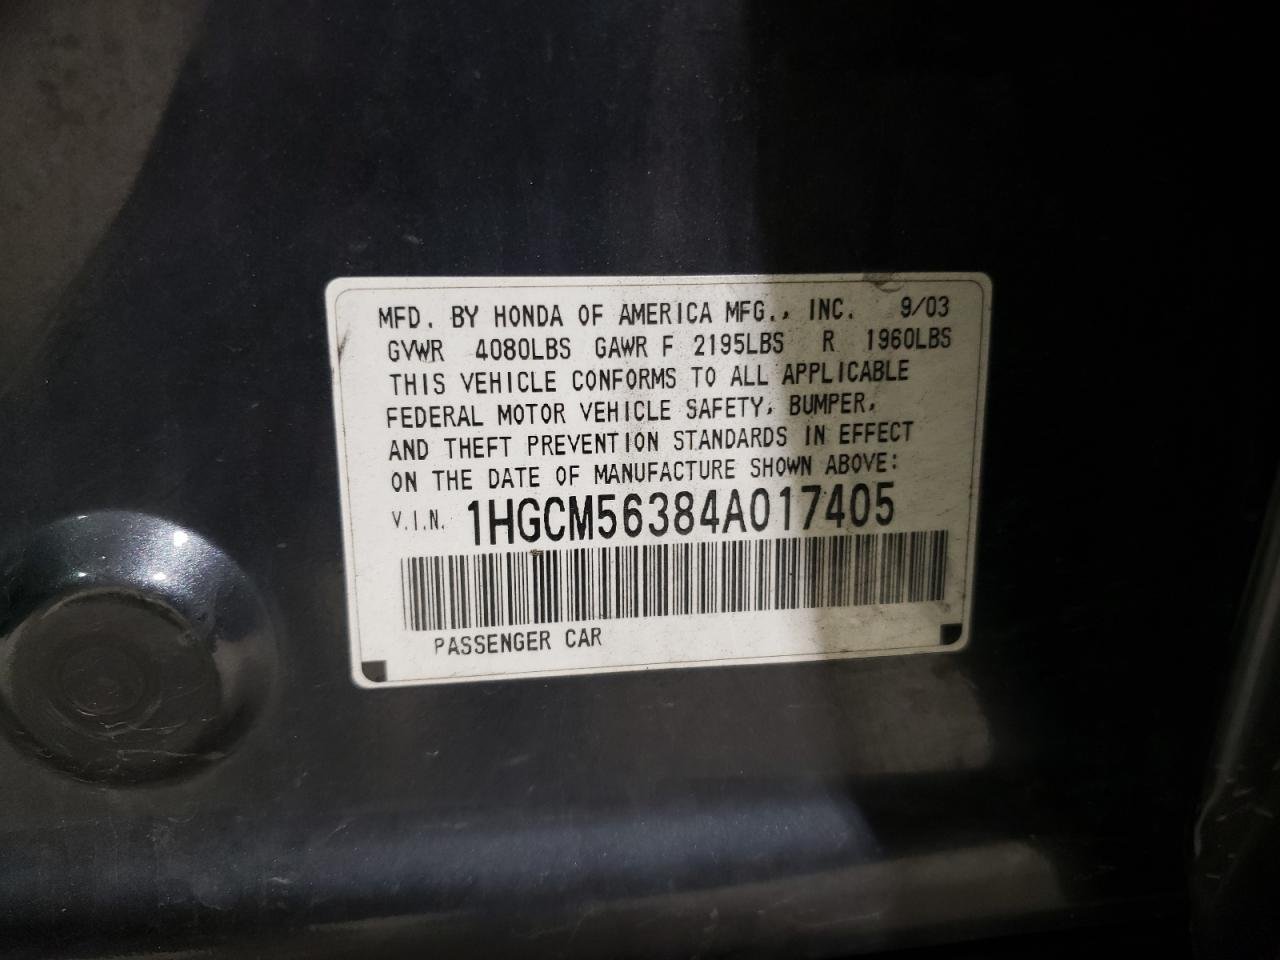 MFD. BY HONDA OF AMERICA MFG., INC. 9/03
GVWR 4080LBS GAWR F 2195LBS R 1960LBS
THIS VEHICLE CONFORMS TO ALL APPLICABLE
FEDERAL MOTOR VEHICLE SAFETY, BUMPER,
AND THEFT PREVENTION STANDARDS IN EFFECT
ON THE DATE OF MANUFACTURE SHOWN ABOVE:
V.I.N. 1HGCM56384A017405
PASSENGER CAR